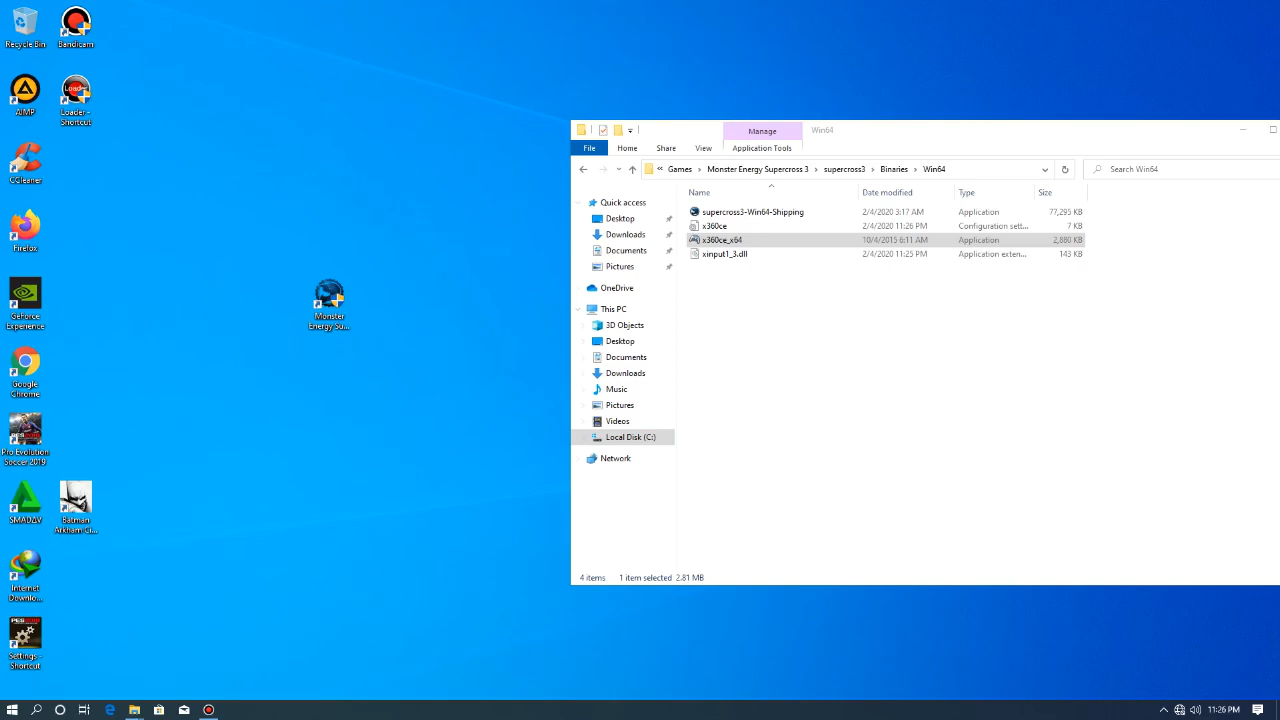 Recycle Bin
Bandicam
AIMP
Loader
Loader -
Shortcut
CCleaner
Firefox
GeForce
Experience
Google
Chrome
Pro Evolution
Soccer 2019
SMADAV
Batman
Arkham Ci...
Internet
Downlo...
PES2019
Settings -
Shortcut
Monster
Energy Su...
Manage
Win64
File
Home
Share
View
Application Tools
« Games > Monster Energy Supercross 3 > supercross3 > Binaries > Win64
Search Win64
Name
Date modified
Type
Size
supercross3-Win64-Shipping 2/4/2020 3:17 AM Application 77,295 KB
x360ce 2/4/2020 11:26 PM Configuration sett... 7 KB
x360ce_x64 10/4/2015 6:11 AM Application 2,880 KB
xinput1_3.dll 2/4/2020 11:25 PM Application exten... 143 KB
Quick access
Desktop
Downloads
Documents
Pictures
OneDrive
This PC
3D Objects
Desktop
Documents
Downloads
Music
Pictures
Videos
Local Disk (C:)
Network
4 items 1 item selected 2.81 MB
11:26 PM